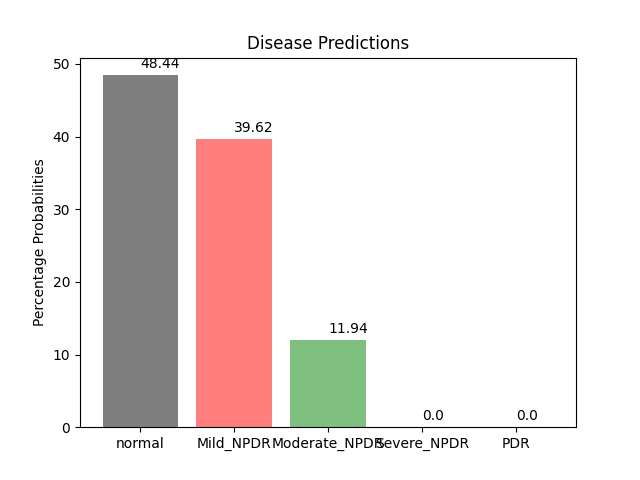 Disease Predictions
Percentage Probabilities
50
40
30
20
10
0
48.44
39.62
11.94
0.0
0.0
normal
Mild_NPDR
Moderate_NPDR
Severe_NPDR
PDR